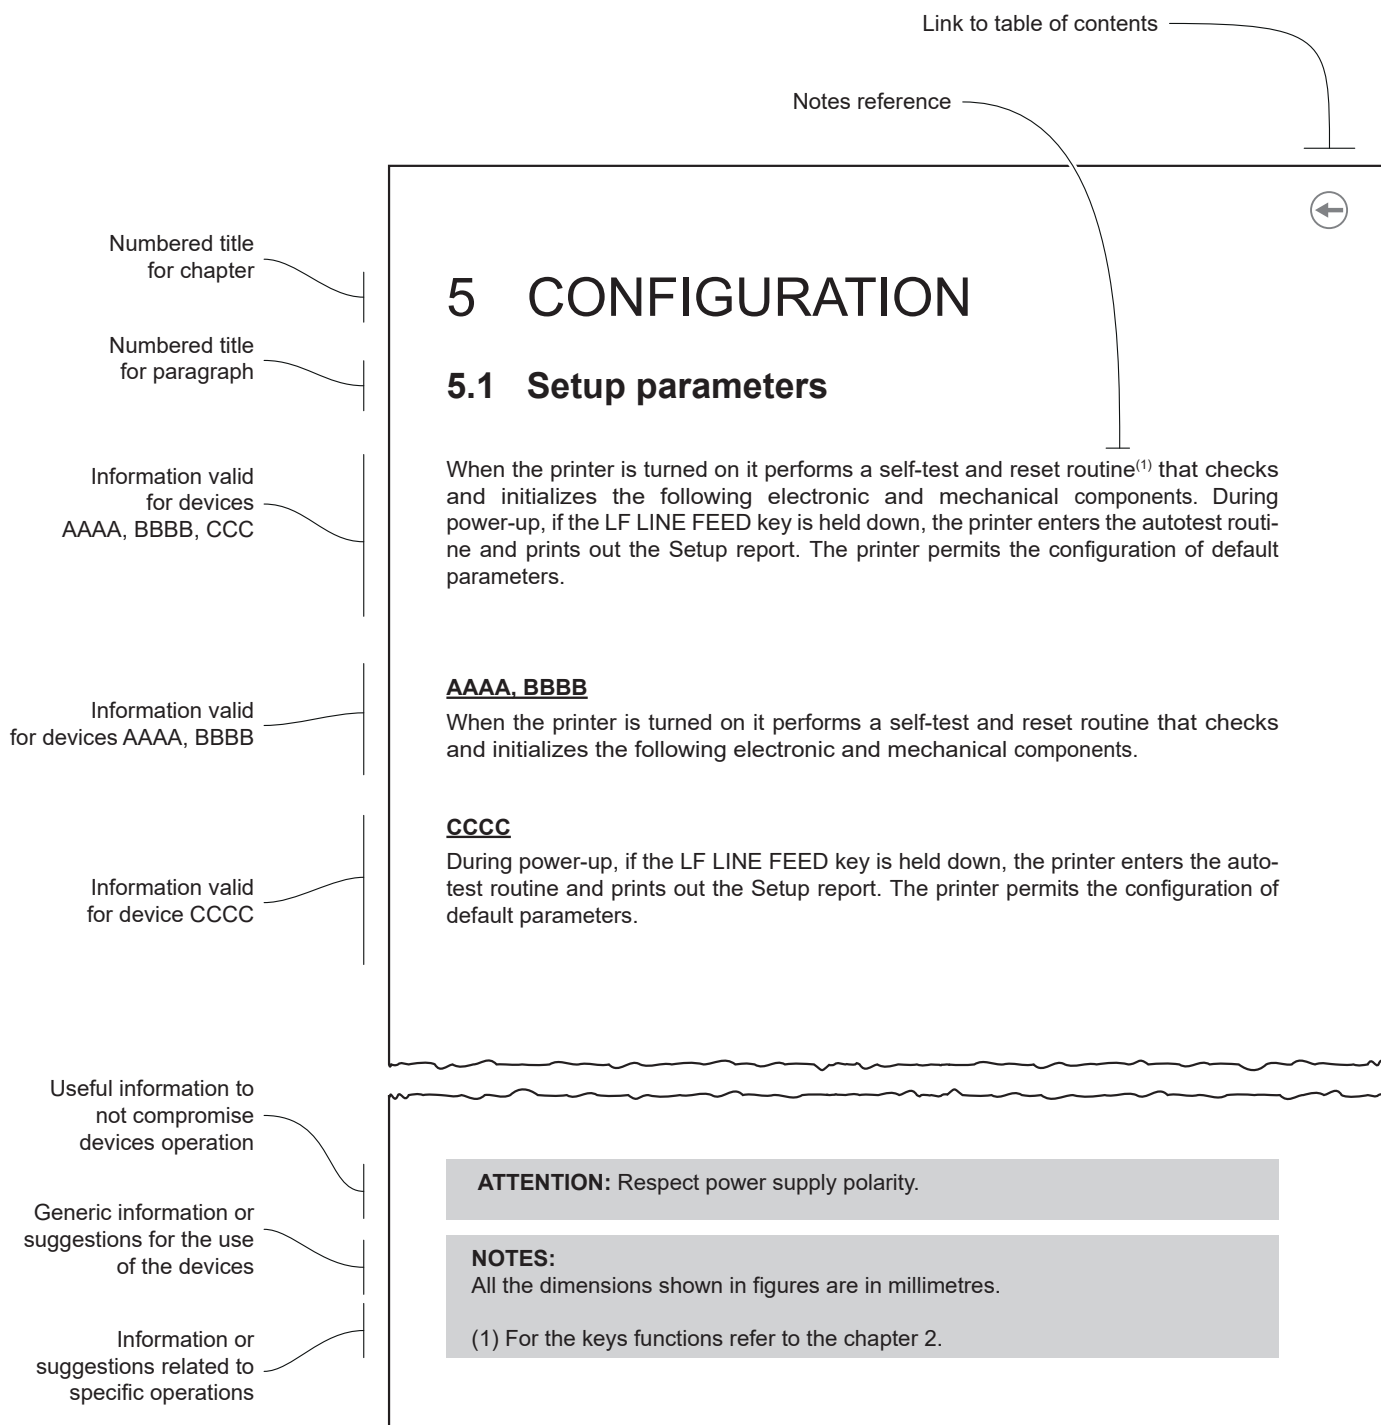 Link to table of contents
Notes reference
Numbered title
for chapter
5 CONFIGURATION
Numbered title
for paragraph
5.1 Setup parameters
Information valid
for devices
AAAA, BBBB, CCC
When the printer is turned on it performs a self-test and reset routine(1) that checks
and initializes the following electronic and mechanical components. During
power-up, if the LF LINE FEED key is held down, the printer enters the autotest routi-
ne and prints out the Setup report. The printer permits the configuration of default
parameters.
Information valid
for devices AAAA, BBBB
AAAA, BBBB
When the printer is turned on it performs a self-test and reset routine that checks
and initializes the following electronic and mechanical components.
Information valid
for device CCCC
CCCC
During power-up, if the LF LINE FEED key is held down, the printer enters the auto-
test routine and prints out the Setup report. The printer permits the configuration of
default parameters.
Useful information to
not compromise
devices operation
ATTENTION: Respect power supply polarity.
Generic information or
suggestions for the use
of the devices
NOTES:
All the dimensions shown in figures are in millimetres.
Information or
suggestions related to
specific operations
(1) For the keys functions refer to the chapter 2.